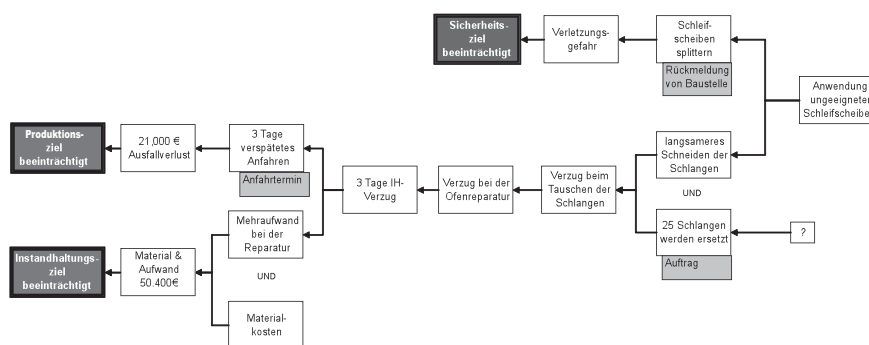 Sicherheits-
ziel
beeinträchtigt
Verletzungs-
gefahr
Schleif-
scheiben
splittern
Rückmeldung
von Baustelle
Anwendung
ungeeigneter
Schleifscheibe
Produktions-
ziel
beeinträchtigt
21,000 €
Ausfallverlust
3 Tage
verspätetes
Anfahren
Anfahrtermin
3 Tage IH-
Verzug
Verzug bei der
Ofenreparatur
Verzug beim
Tauschen der
Schlangen
langsameres
Schneiden der
Schlangen
UND
25 Schlangen
werden ersetzt
Auftrag
?
Instandhaltungs-
ziel
beeinträchtigt
Material &
Aufwand
50.400€
Mehraufwand
bei der
Reparatur
UND
Material-
kosten